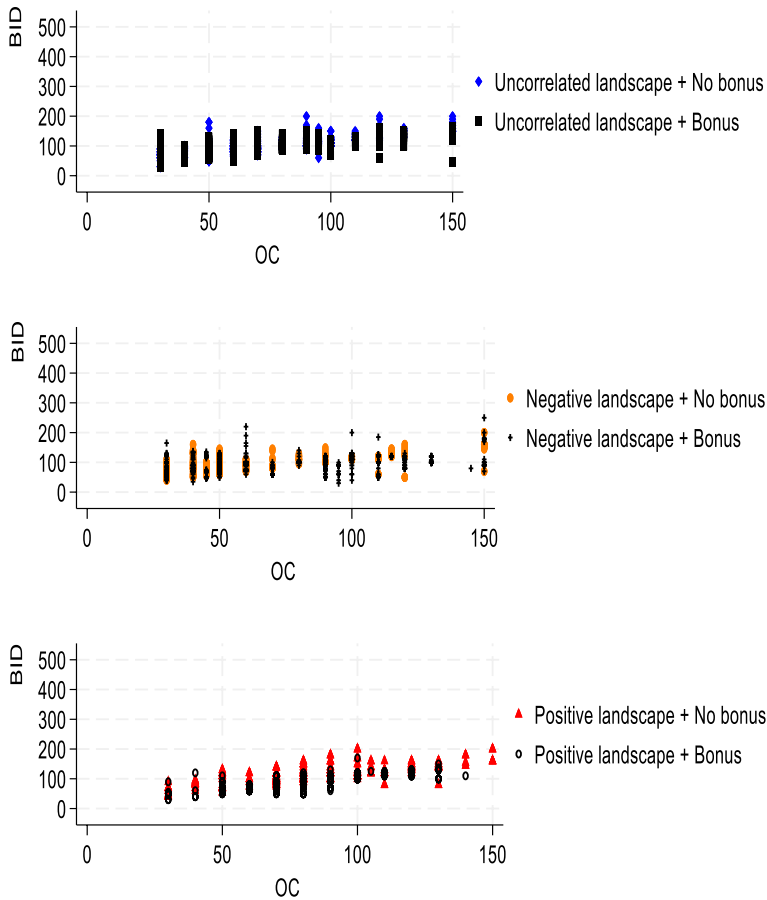 BID
500
400
300
200
100
0
0 50 100 150
OC
Uncorrelated landscape + No bonus
Uncorrelated landscape + Bonus
BID
500
400
300
200
100
0
0 50 100 150
OC
Negative landscape + No bonus
Negative landscape + Bonus
BID
500
400
300
200
100
0
0 50 100 150
OC
Positive landscape + No bonus
Positive landscape + Bonus